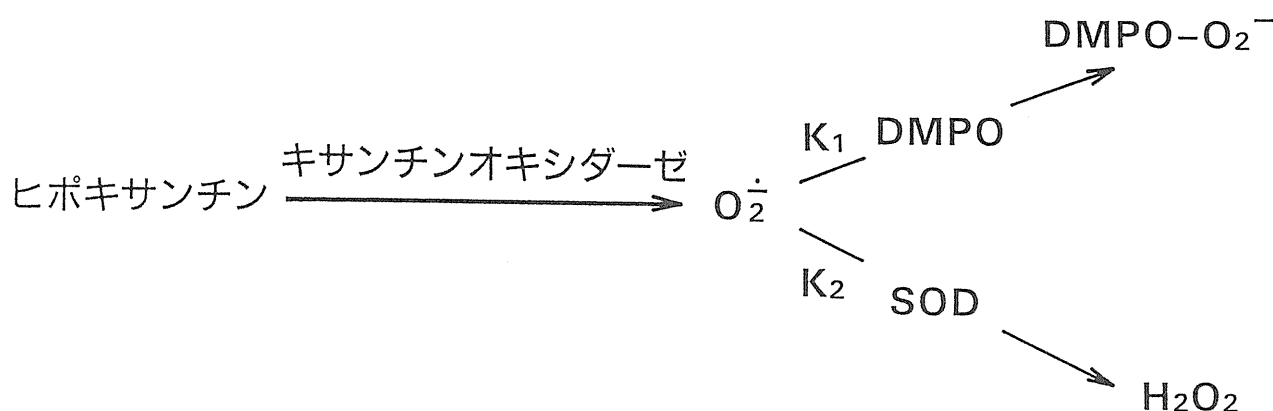 DMPO–O₂⁻
K₁ DMPO
キサンチンオキシダーゼ
ヒポキサンチン
O₂∸
K₂
SOD
H₂O₂